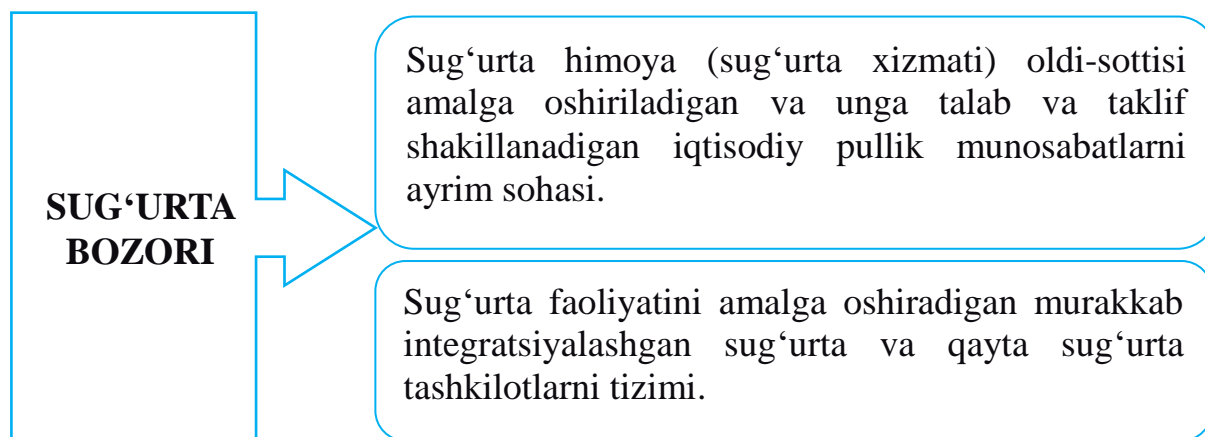 SUG‘URTA
BOZORI
Sug‘urta himoya (sug‘urta xizmati) oldi-sottisi
amalga oshiriladigan va unga talab va taklif
shakillanadigan iqtisodiy pullik munosabatlarni
ayrim sohasi.
Sug‘urta faoliyatini amalga oshiradigan murakkab
integratsiyalashgan sug‘urta va qayta sug‘urta
tashkilotlarni tizimi.